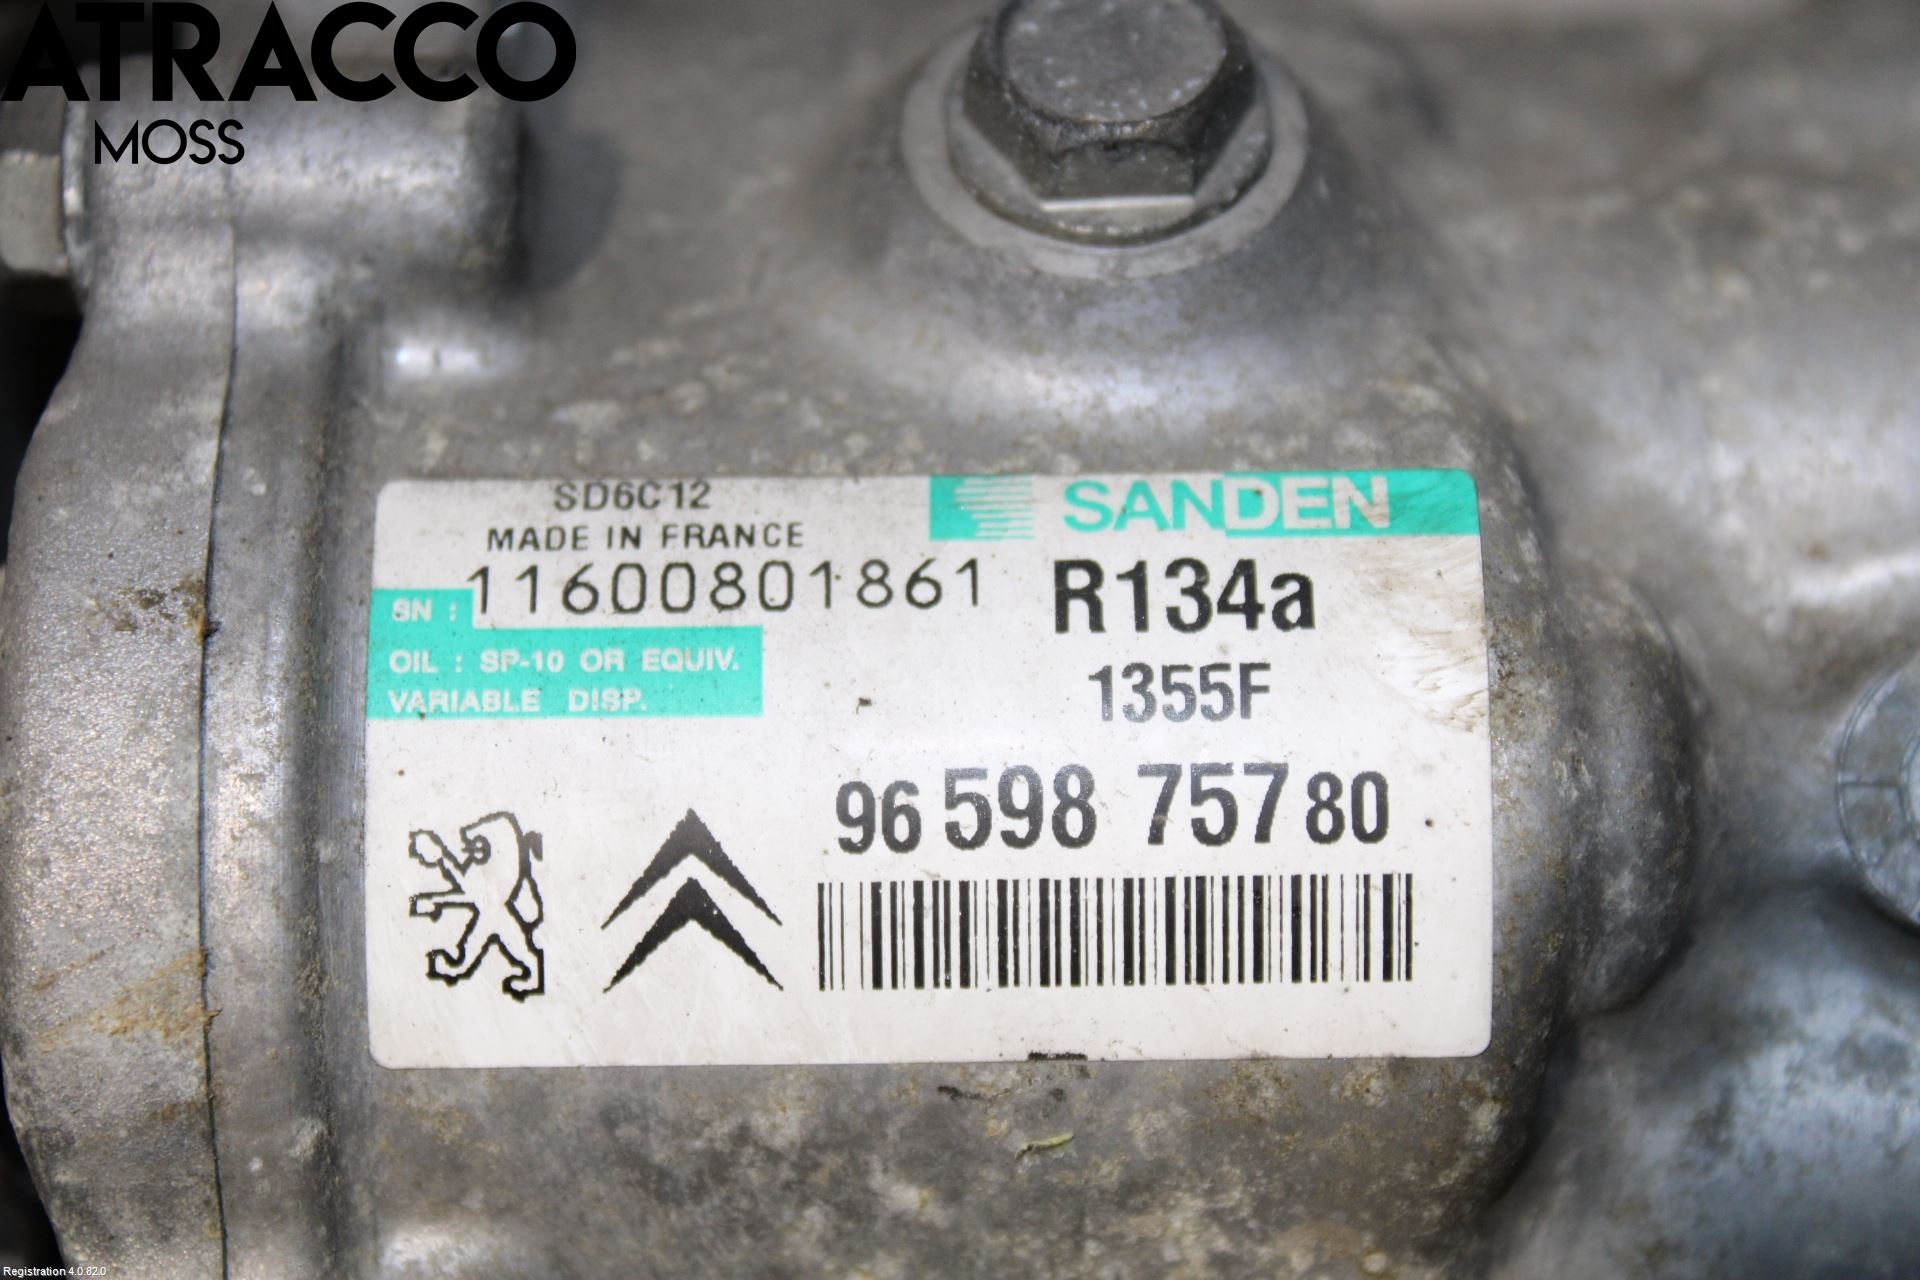 ATRACCO
MOSS
SD6C12
MADE IN FRANCE
SANDEN
SN : 11600801861
R134a
OIL : SP-10 OR EQUIV.
VARIABLE DISP.
1355F
96 598 757 80
Registration 4.0.82.0